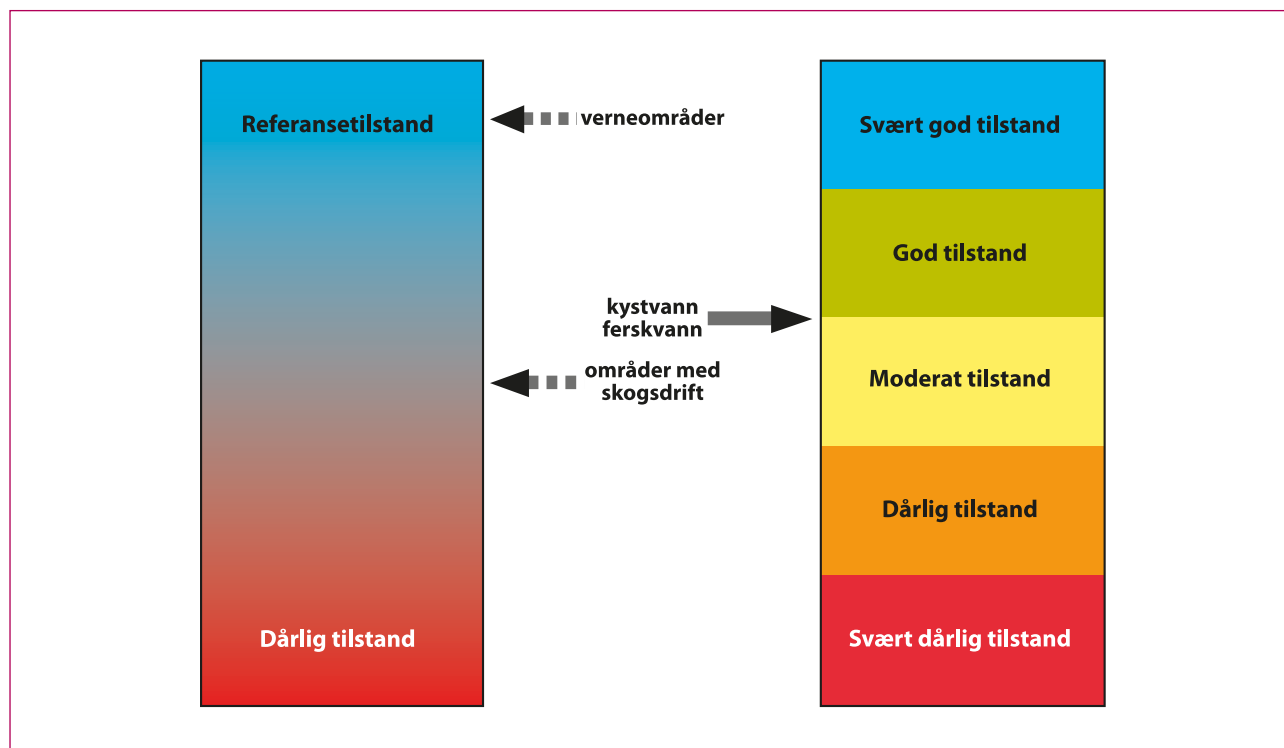 Referansetilstand
Dårlig tilstand
verneområder
kystvann
ferskvann
områder med
skogsdrift
Svært god tilstand
God tilstand
Moderat tilstand
Dårlig tilstand
Svært dårlig tilstand